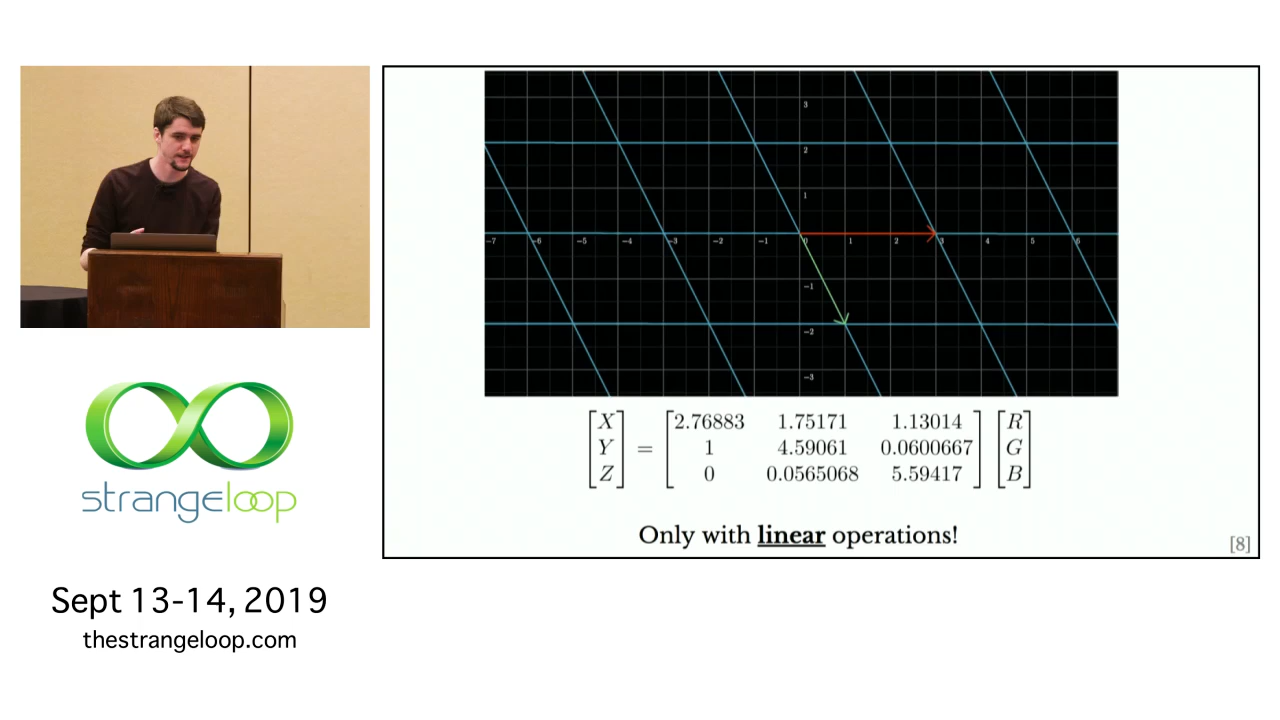 3
2
1
−7 −6 −5 −4 −3 −2 −1 0 1 2 3 4 5 6
−1
−2
−3
[X] = [2.76883 1.75171 1.13014] [R]
[Y] = [1 4.59061 0.0600667] [G]
[Z] = [0 0.0565068 5.59417] [B]
Only with linear operations!
[8]
strangeloop
Sept 13-14, 2019
thestrangeloop.com